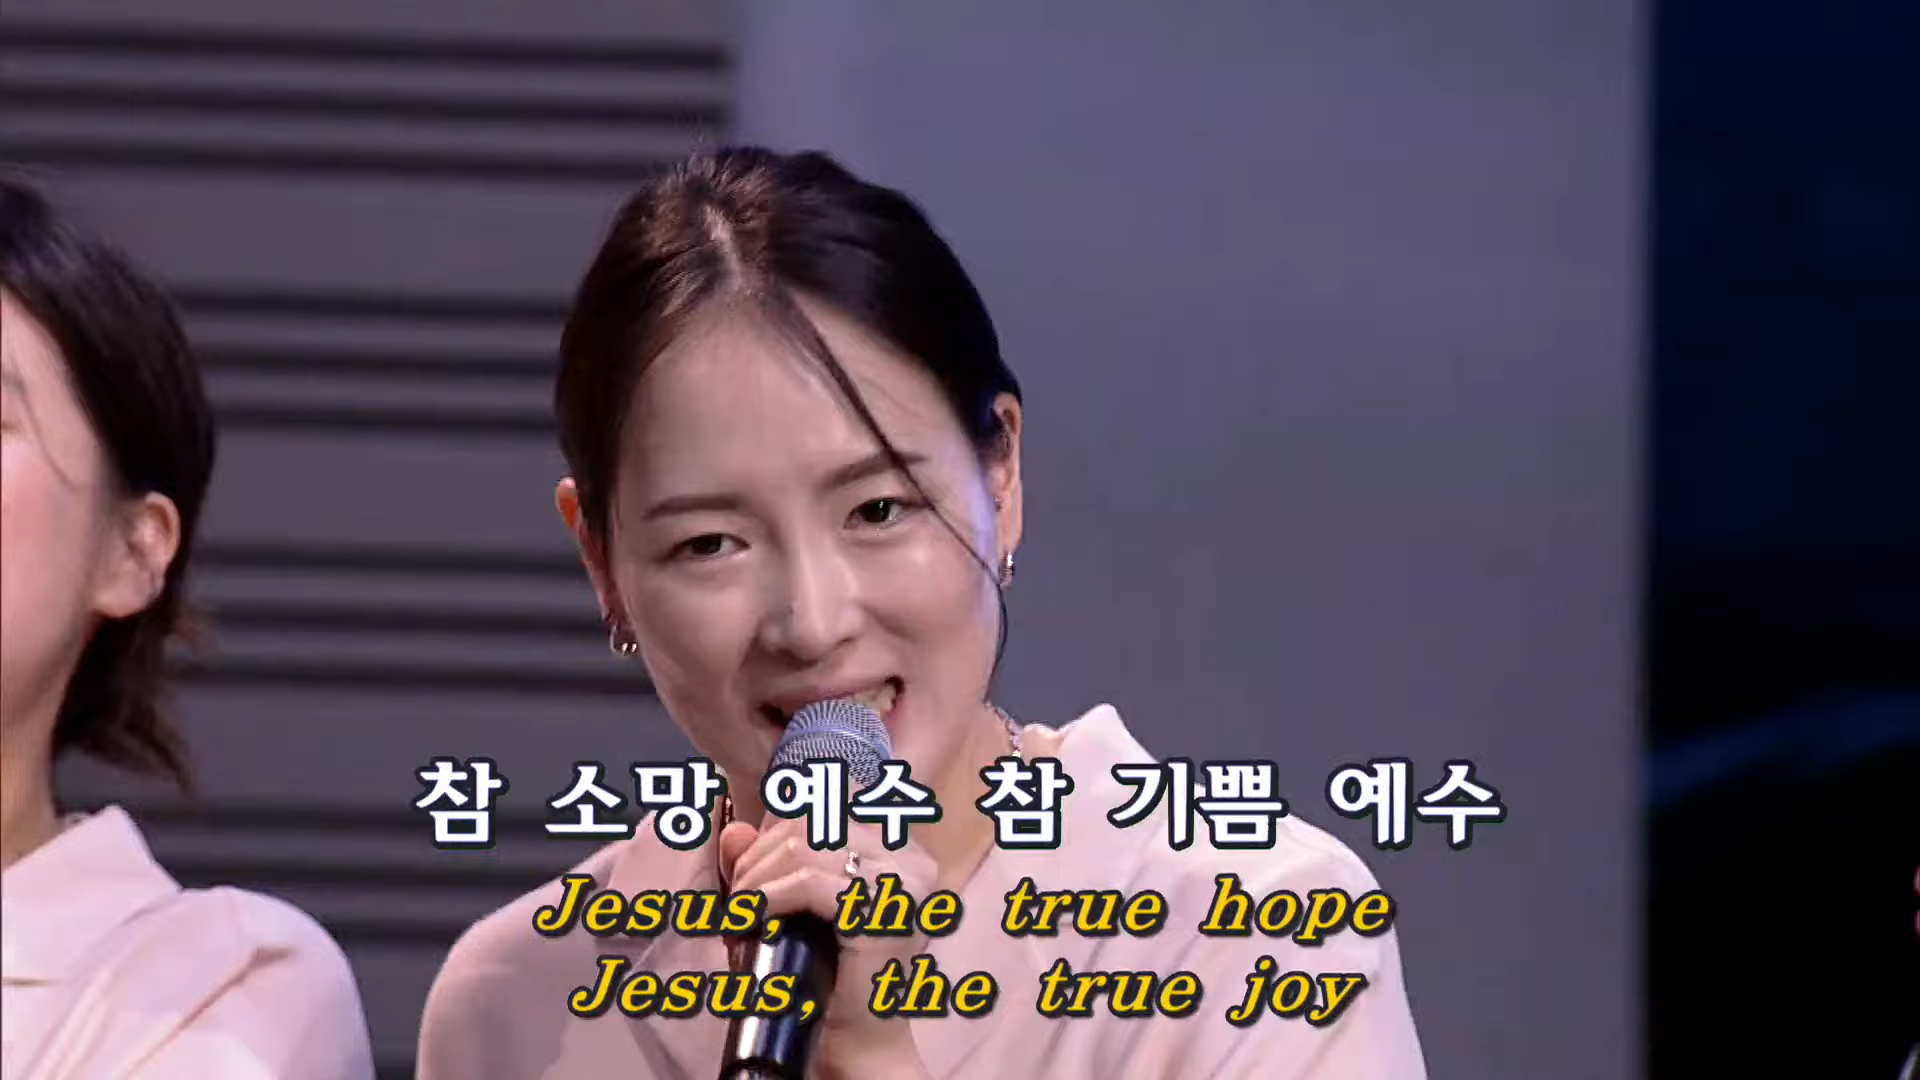 참 소망 예수 참 기쁨 예수
Jesus, the true hope
Jesus, the true joy